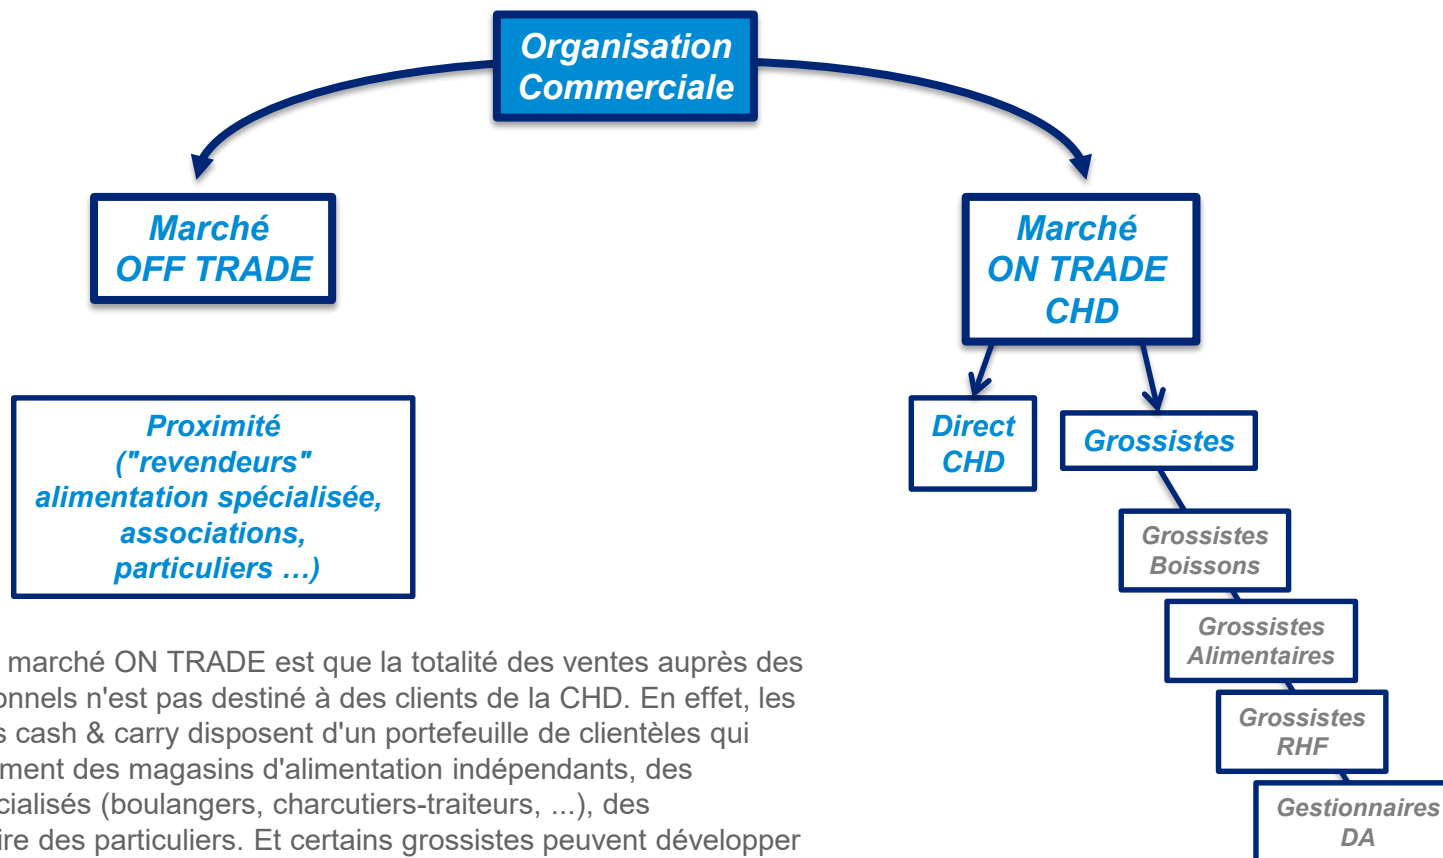 Organisation
Commerciale
Marché
OFF TRADE
Marché
ON TRADE
CHD
Proximité
("revendeurs"
alimentation spécialisée,
associations,
particuliers …)
Direct
CHD
Grossistes
Grossistes
Boissons
Grossistes
Alimentaires
Grossistes
RHF
Gestionnaires
DA
marché ON TRADE est que la totalité des ventes auprès des
onnels n'est pas destiné à des clients de la CHD. En effet, les
s cash & carry disposent d'un portefeuille de clientèles qui
ment des magasins d'alimentation indépendants, des
cialisés (boulangers, charcutiers-traiteurs, ...), des
ire des particuliers. Et certains grossistes peuvent développer